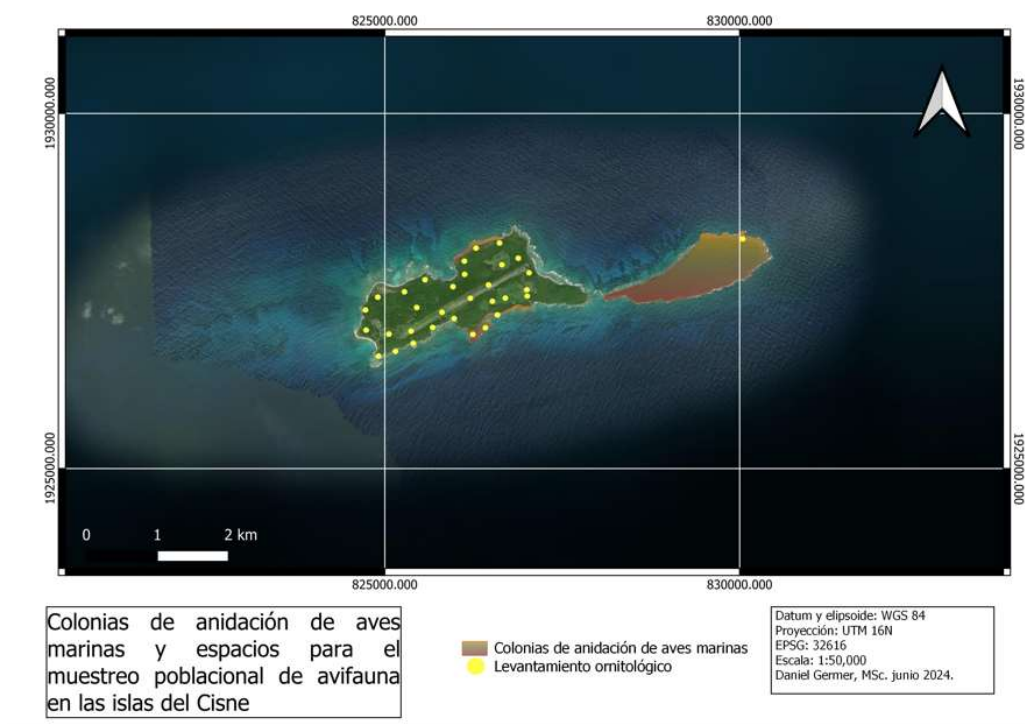 825000.000
830000.000
1930000.000
1930000.000
1925000.000
1925000.000
0 1 2 km
825000.000
830000.000
Colonias de anidación de aves
marinas y espacios para el
muestreo poblacional de avifauna
en las islas del Cisne
Colonias de anidación de aves marinas
Levantamiento ornitológico
Datum y elipsoide: WGS 84
Proyección: UTM 16N
EPSG: 32616
Escala: 1:50,000
Daniel Germer, MSc. junio 2024.